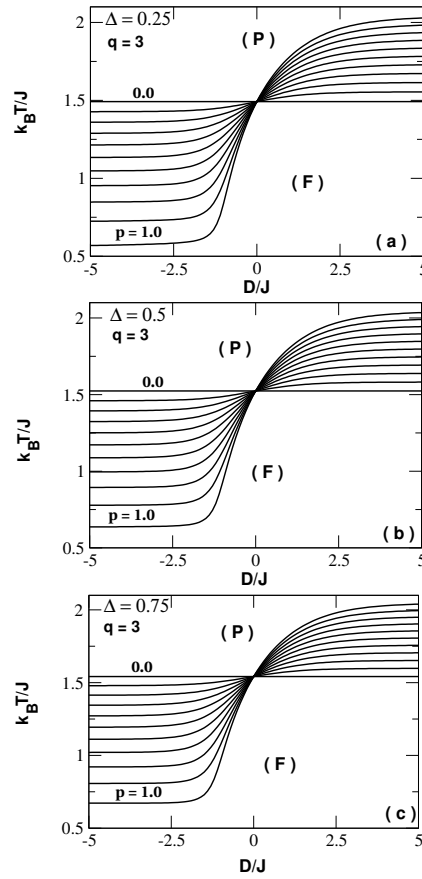 Δ = 0.25
q = 3
( P )
0.0
( F )
p = 1.0
( a )
k_B T/J
2
1.5
1
0.5
-5 -2.5 0 2.5 5
D/J
Δ = 0.5
q = 3
( P )
0.0
( F )
p = 1.0
( b )
k_B T/J
2
1.5
1
0.5
-5 -2.5 0 2.5 5
D/J
Δ = 0.75
q = 3
( P )
0.0
( F )
p = 1.0
( c )
k_B T/J
2
1.5
1
0.5
-5 -2.5 0 2.5 5
D/J